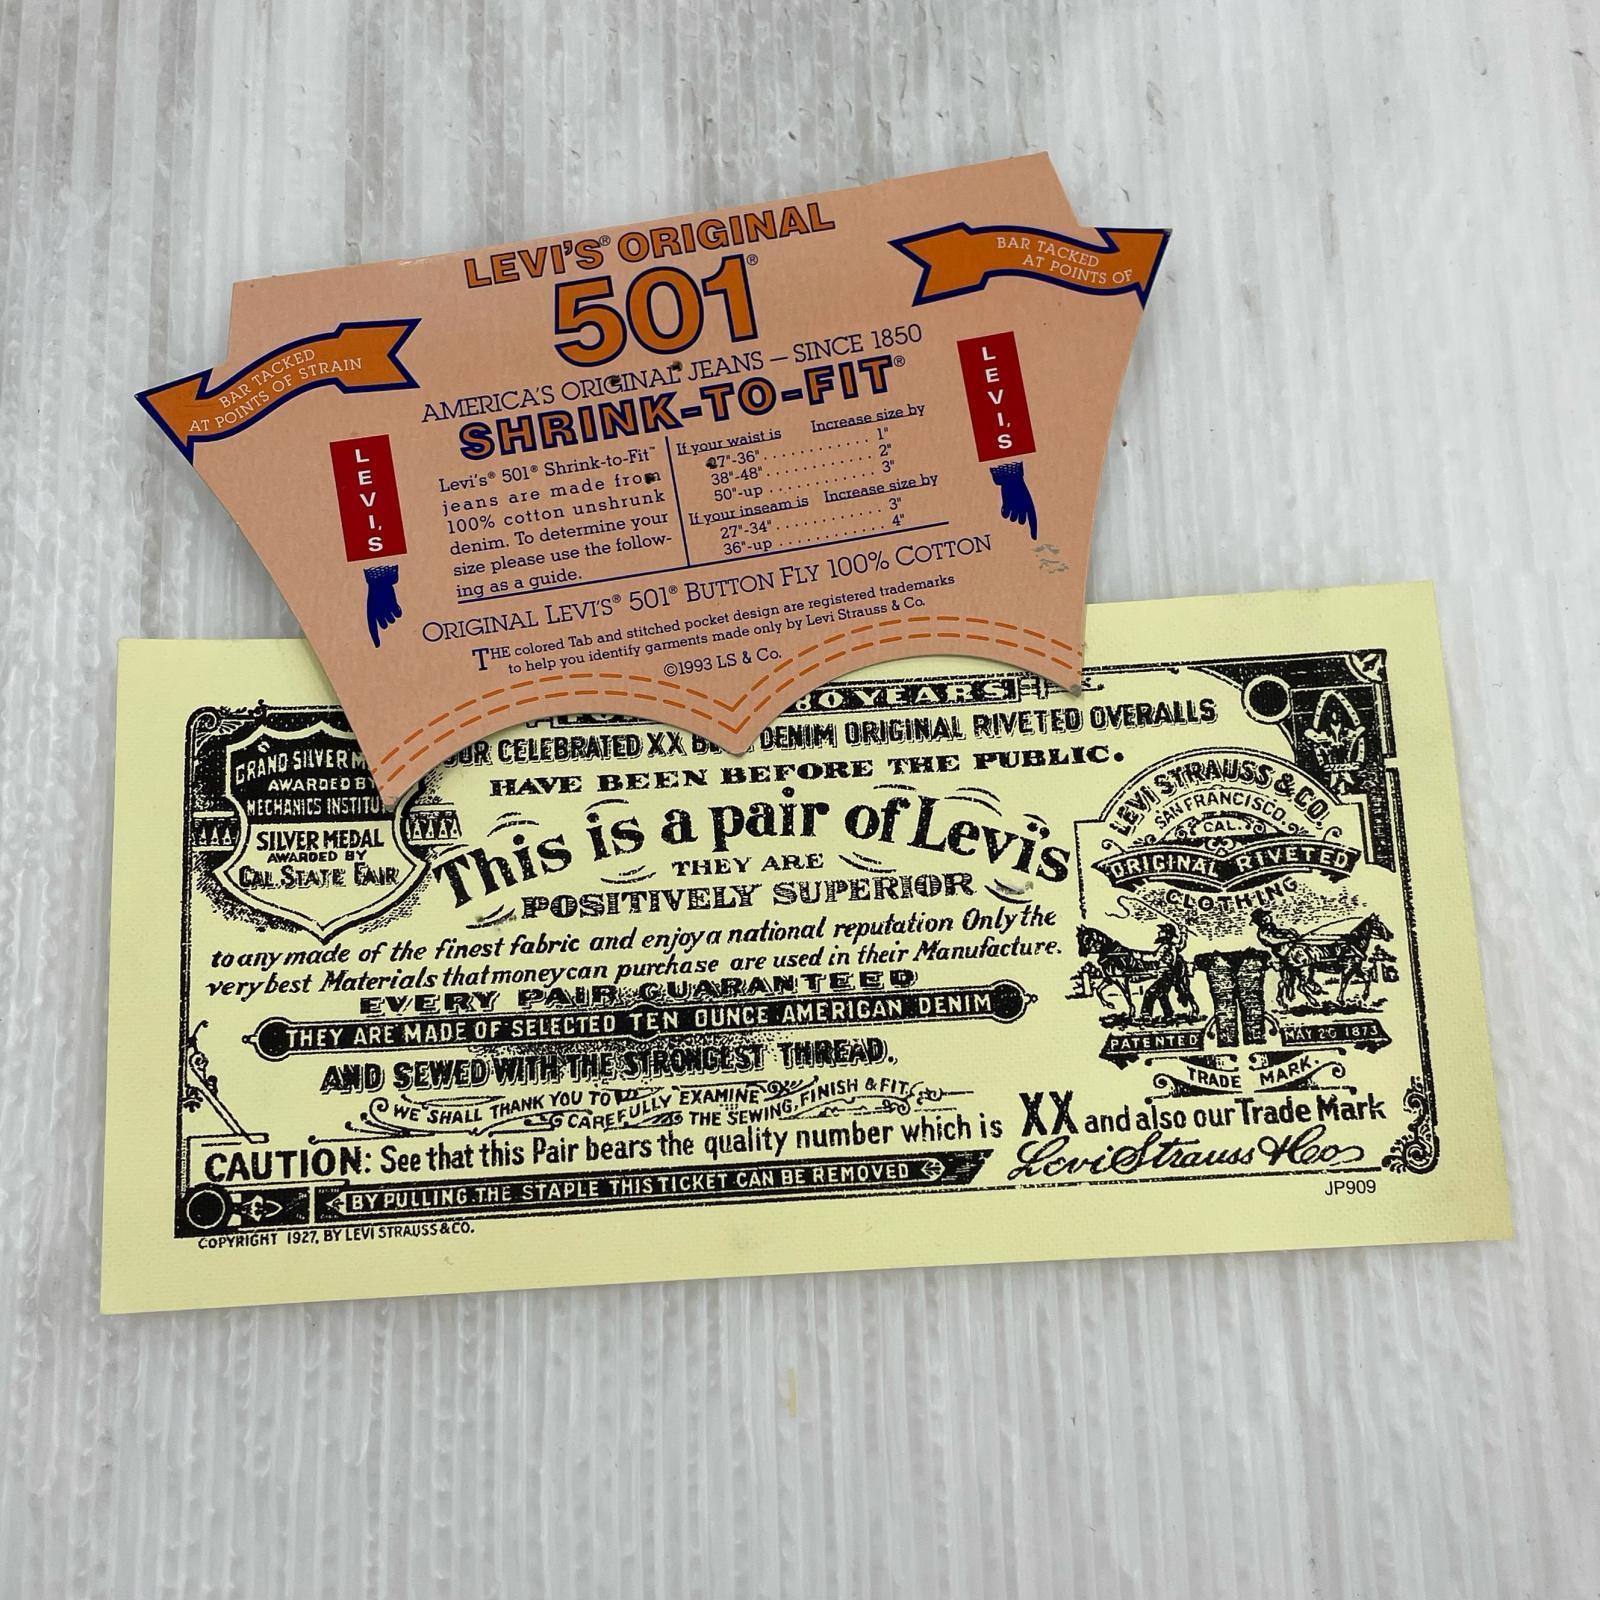 LEVI'S® ORIGINAL
501®
AMERICA'S ORIGINAL JEANS — SINCE 1850
SHRINK-TO-FIT®
BAR TACKED
AT POINTS OF STRAIN
BAR TACKED
AT POINTS OF
LEVI'S
LEVI'S
Levi's® 501® Shrink-to-Fit™
jeans are made from
100% cotton unshrunk
denim. To determine your
size please use the follow-
ing as a guide.
If your waist is Increase size by
27"-36" .......... 1"
38"-48" .......... 2"
50"-up .......... 3"
If your inseam is Increase size by
27"-34" .......... 3"
36"-up .......... 4"
ORIGINAL LEVI'S® 501® BUTTON FLY 100% COTTON
THE colored Tab and stitched pocket design are registered trademarks
to help you identify garments made only by Levi Strauss & Co.
©1993 LS & Co.
80 YEARS
OUR CELEBRATED XX DENIM ORIGINAL RIVETED OVERALLS
HAVE BEEN BEFORE THE PUBLIC.
GRAND SILVER
AWARDED BY
MECHANICS
SILVER MEDAL
AWARDED BY
CAL. STATE FAIR
This is a pair of Levi's
THEY ARE
POSITIVELY SUPERIOR
to any made of the finest fabric and enjoy a national reputation Only the
very best Materials that money can purchase are used in their Manufacture.
EVERY PAIR GUARANTEED
THEY ARE MADE OF SELECTED TEN OUNCE AMERICAN DENIM
AND SEWED WITH THE STRONGEST THREAD.
WE SHALL THANK YOU TO CAREFULLY EXAMINE THE SEWING, FINISH & FIT.
LEVI STRAUSS & CO.
SAN FRANCISCO.
CAL.
ORIGINAL RIVETED
CLOTHING
PATENTED MAY 20 1873
TRADE MARK.
CAUTION: See that this Pair bears the quality number which is XX and also our Trade Mark
Levi Strauss & Co
BY PULLING THE STAPLE THIS TICKET CAN BE REMOVED
JP909
COPYRIGHT 1927, BY LEVI STRAUSS & CO.